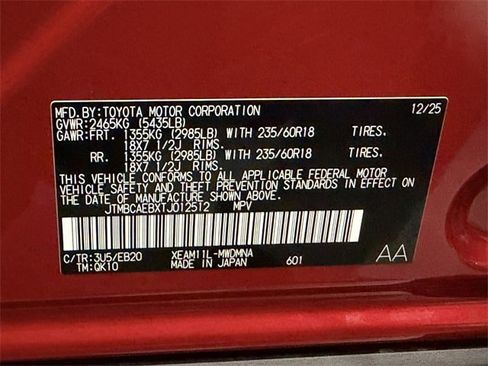 MFD.BY:TOYOTA MOTOR CORPORATION 12/25
GVWR:2465KG (5435LB)
GAWR:FRT. 1355KG (2985LB) WITH 235/60R18 TIRES.
18X7 1/2J RIMS.
RR. 1355KG (2985LB) WITH 235/60R18 TIRES.
18X7 1/2J RIMS.
THIS VEHICLE CONFORMS TO ALL APPLICABLE FEDERAL MOTOR
VEHICLE SAFETY STANDARDS IN EFFECT ON
THE DATE OF MANUFACTURE SHOWN ABOVE.
JTMBCAEBXTJ012512 MPV
C/TR:3U5/EB20 XEAM11L-MWDMNA
TM:QK10 MADE IN JAPAN 601 AA